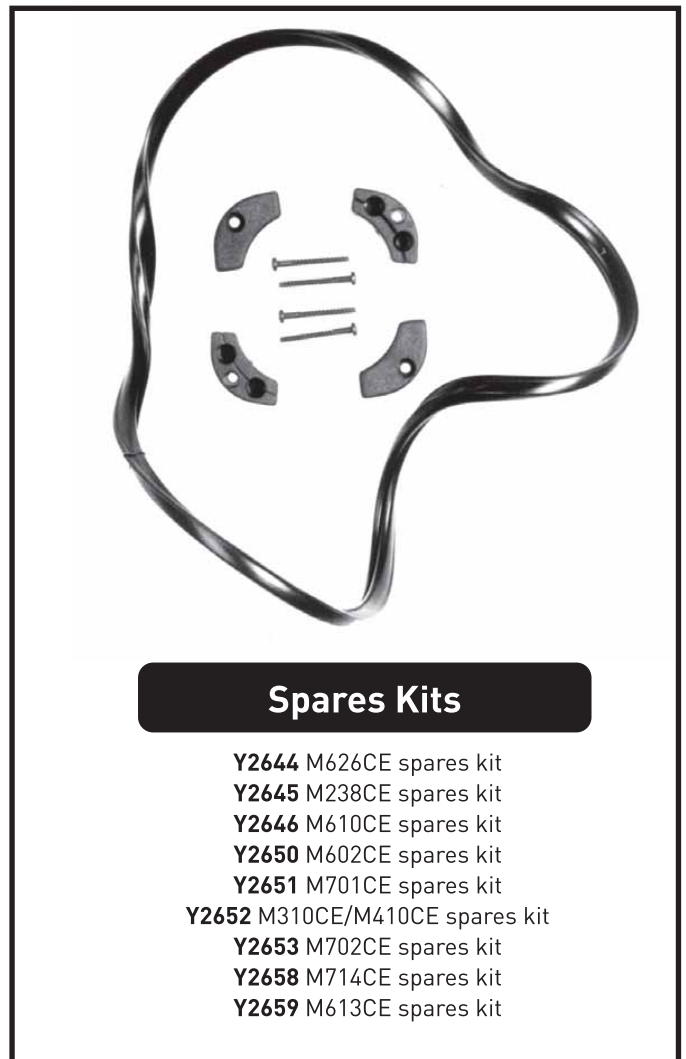 Spares Kits
Y2644 M626CE spares kit
Y2645 M238CE spares kit
Y2646 M610CE spares kit
Y2650 M602CE spares kit
Y2651 M701CE spares kit
Y2652 M310CE/M410CE spares kit
Y2653 M702CE spares kit
Y2658 M714CE spares kit
Y2659 M613CE spares kit